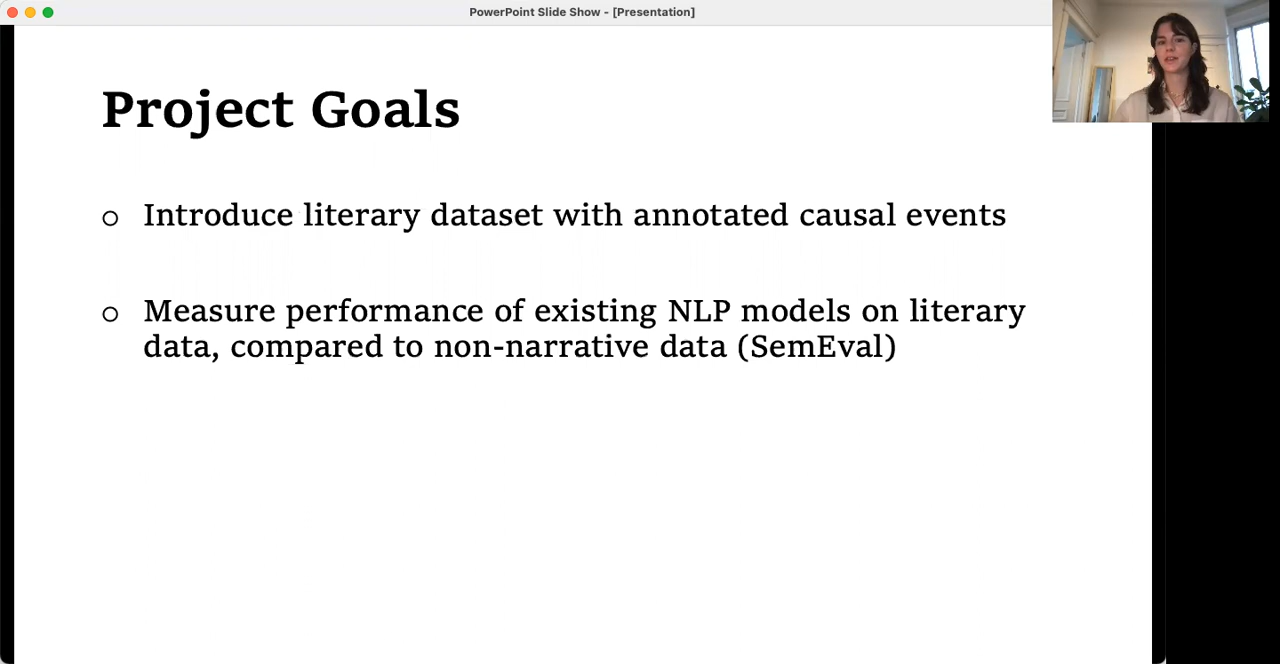 PowerPoint Slide Show - [Presentation]
Project Goals
Introduce literary dataset with annotated causal events
Measure performance of existing NLP models on literary
data, compared to non-narrative data (SemEval)